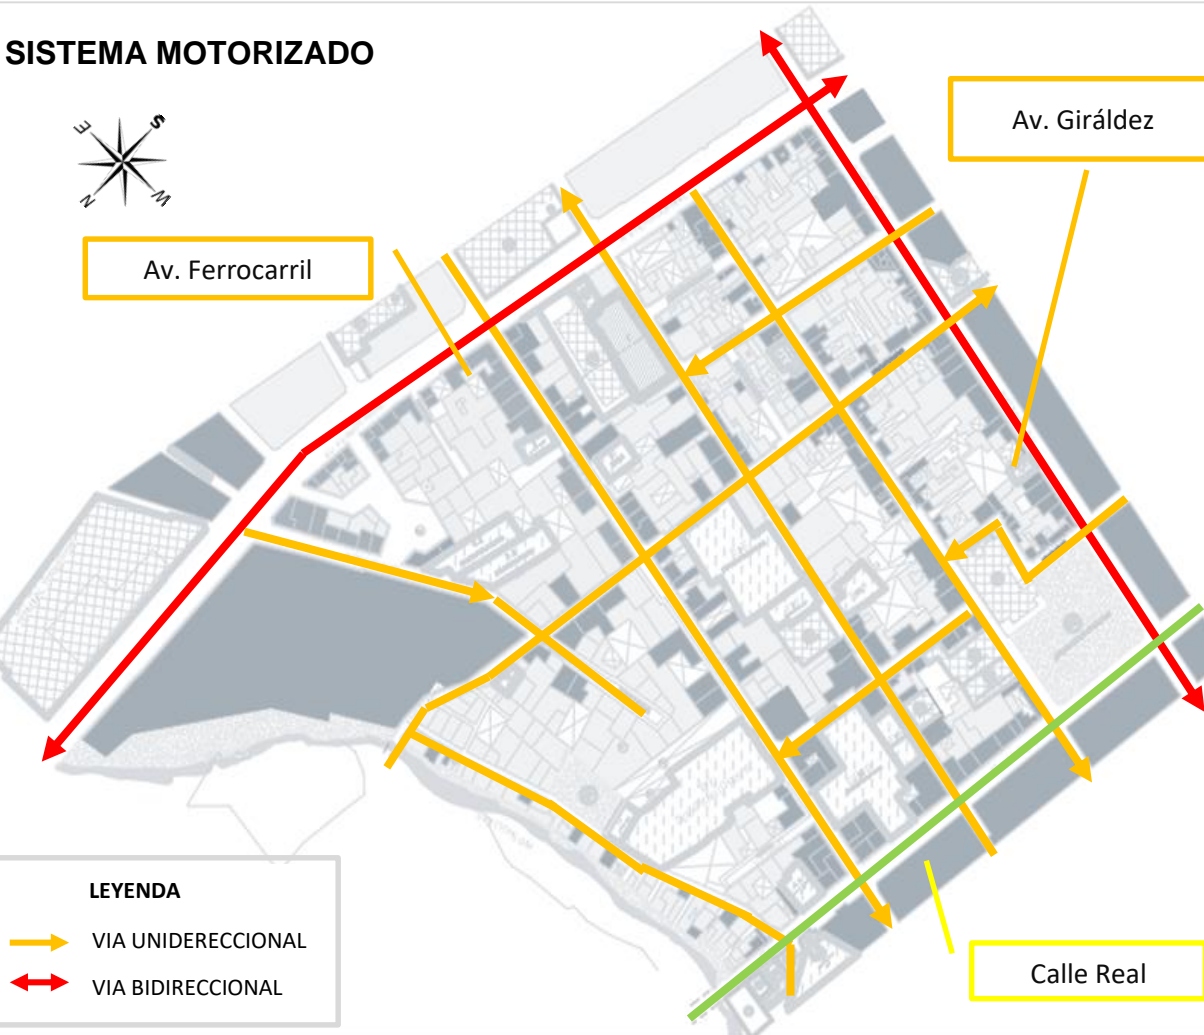 SISTEMA MOTORIZADO
S
E
W
N
Av. Giráldez
Av. Ferrocarril
LEYENDA
VIA UNIDERECCIONAL
VIA BIDIRECCIONAL
Calle Real